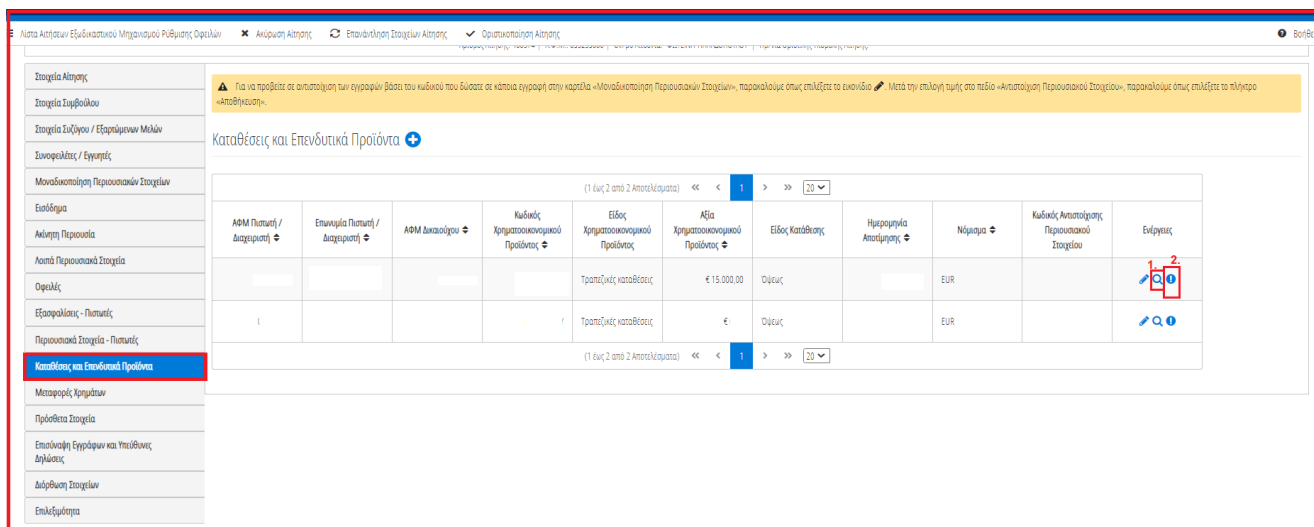 Λίστα Αιτήσεων Εξωδικαστικού Μηχανισμού Ρύθμισης Οφειλών ✖ Ακύρωση Αίτησης Επανάντληση Στοιχείων Αίτησης ✔ Οριστικοποίηση Αίτησης Βοήθε
Στοιχεία Αίτησης
Στοιχεία Συμβούλου
Στοιχεία Συζύγου / Εξαρτώμενων Μελών
Συνοφειλέτες / Εγγυητές
Μοναδικοποίηση Περιουσιακών Στοιχείων
Εισόδημα
Ακίνητη Περιουσία
Λοιπά Περιουσιακά Στοιχεία
Οφειλές
Εξασφαλίσεις - Πιστωτές
Περιουσιακά Στοιχεία - Πιστωτές
Καταθέσεις και Επενδυτικά Προϊόντα
Μεταφορές Χρημάτων
Πρόσθετα Στοιχεία
Επισύναψη Εγγράφων και Υπεύθυνες
Δηλώσεις
Διόρθωση Στοιχείων
Επιλεξιμότητα
Για να προβείτε σε αντιστοίχιση των εγγραφών βάσει του κωδικού που δώσατε σε κάποια εγγραφή στην καρτέλα «Μοναδικοποίηση Περιουσιακών Στοιχείων», παρακαλούμε όπως επιλέξετε το εικονίδιο . Μετά την επιλογή τιμής στο πεδίο «Αντιστοίχιση Περιουσιακού Στοιχείου», παρακαλούμε όπως επιλέξετε το πλήκτρο
«Αποθήκευση».
Καταθέσεις και Επενδυτικά Προϊόντα
(1 έως 2 από 2 Αποτελέσματα) « < 1 > » 20
ΑΦΜ Πιστωτή / Διαχειριστή
Επωνυμία Πιστωτή / Διαχειριστή
ΑΦΜ Δικαιούχου
Κωδικός Χρηματοοικονομικού Προϊόντος
Είδος Χρηματοοικονομικού Προϊόντος
Αξία Χρηματοοικονομικού Προϊόντος
Είδος Κατάθεσης
Ημερομηνία Αποτίμησης
Νόμισμα
Κωδικός Αντιστοίχισης Περιουσιακού Στοιχείου
Ενέργειες
1. 2.
Τραπεζικές καταθέσεις € 15.000,00 Όψεως EUR
Τραπεζικές καταθέσεις € Όψεως EUR
(1 έως 2 από 2 Αποτελέσματα) « < 1 > » 20